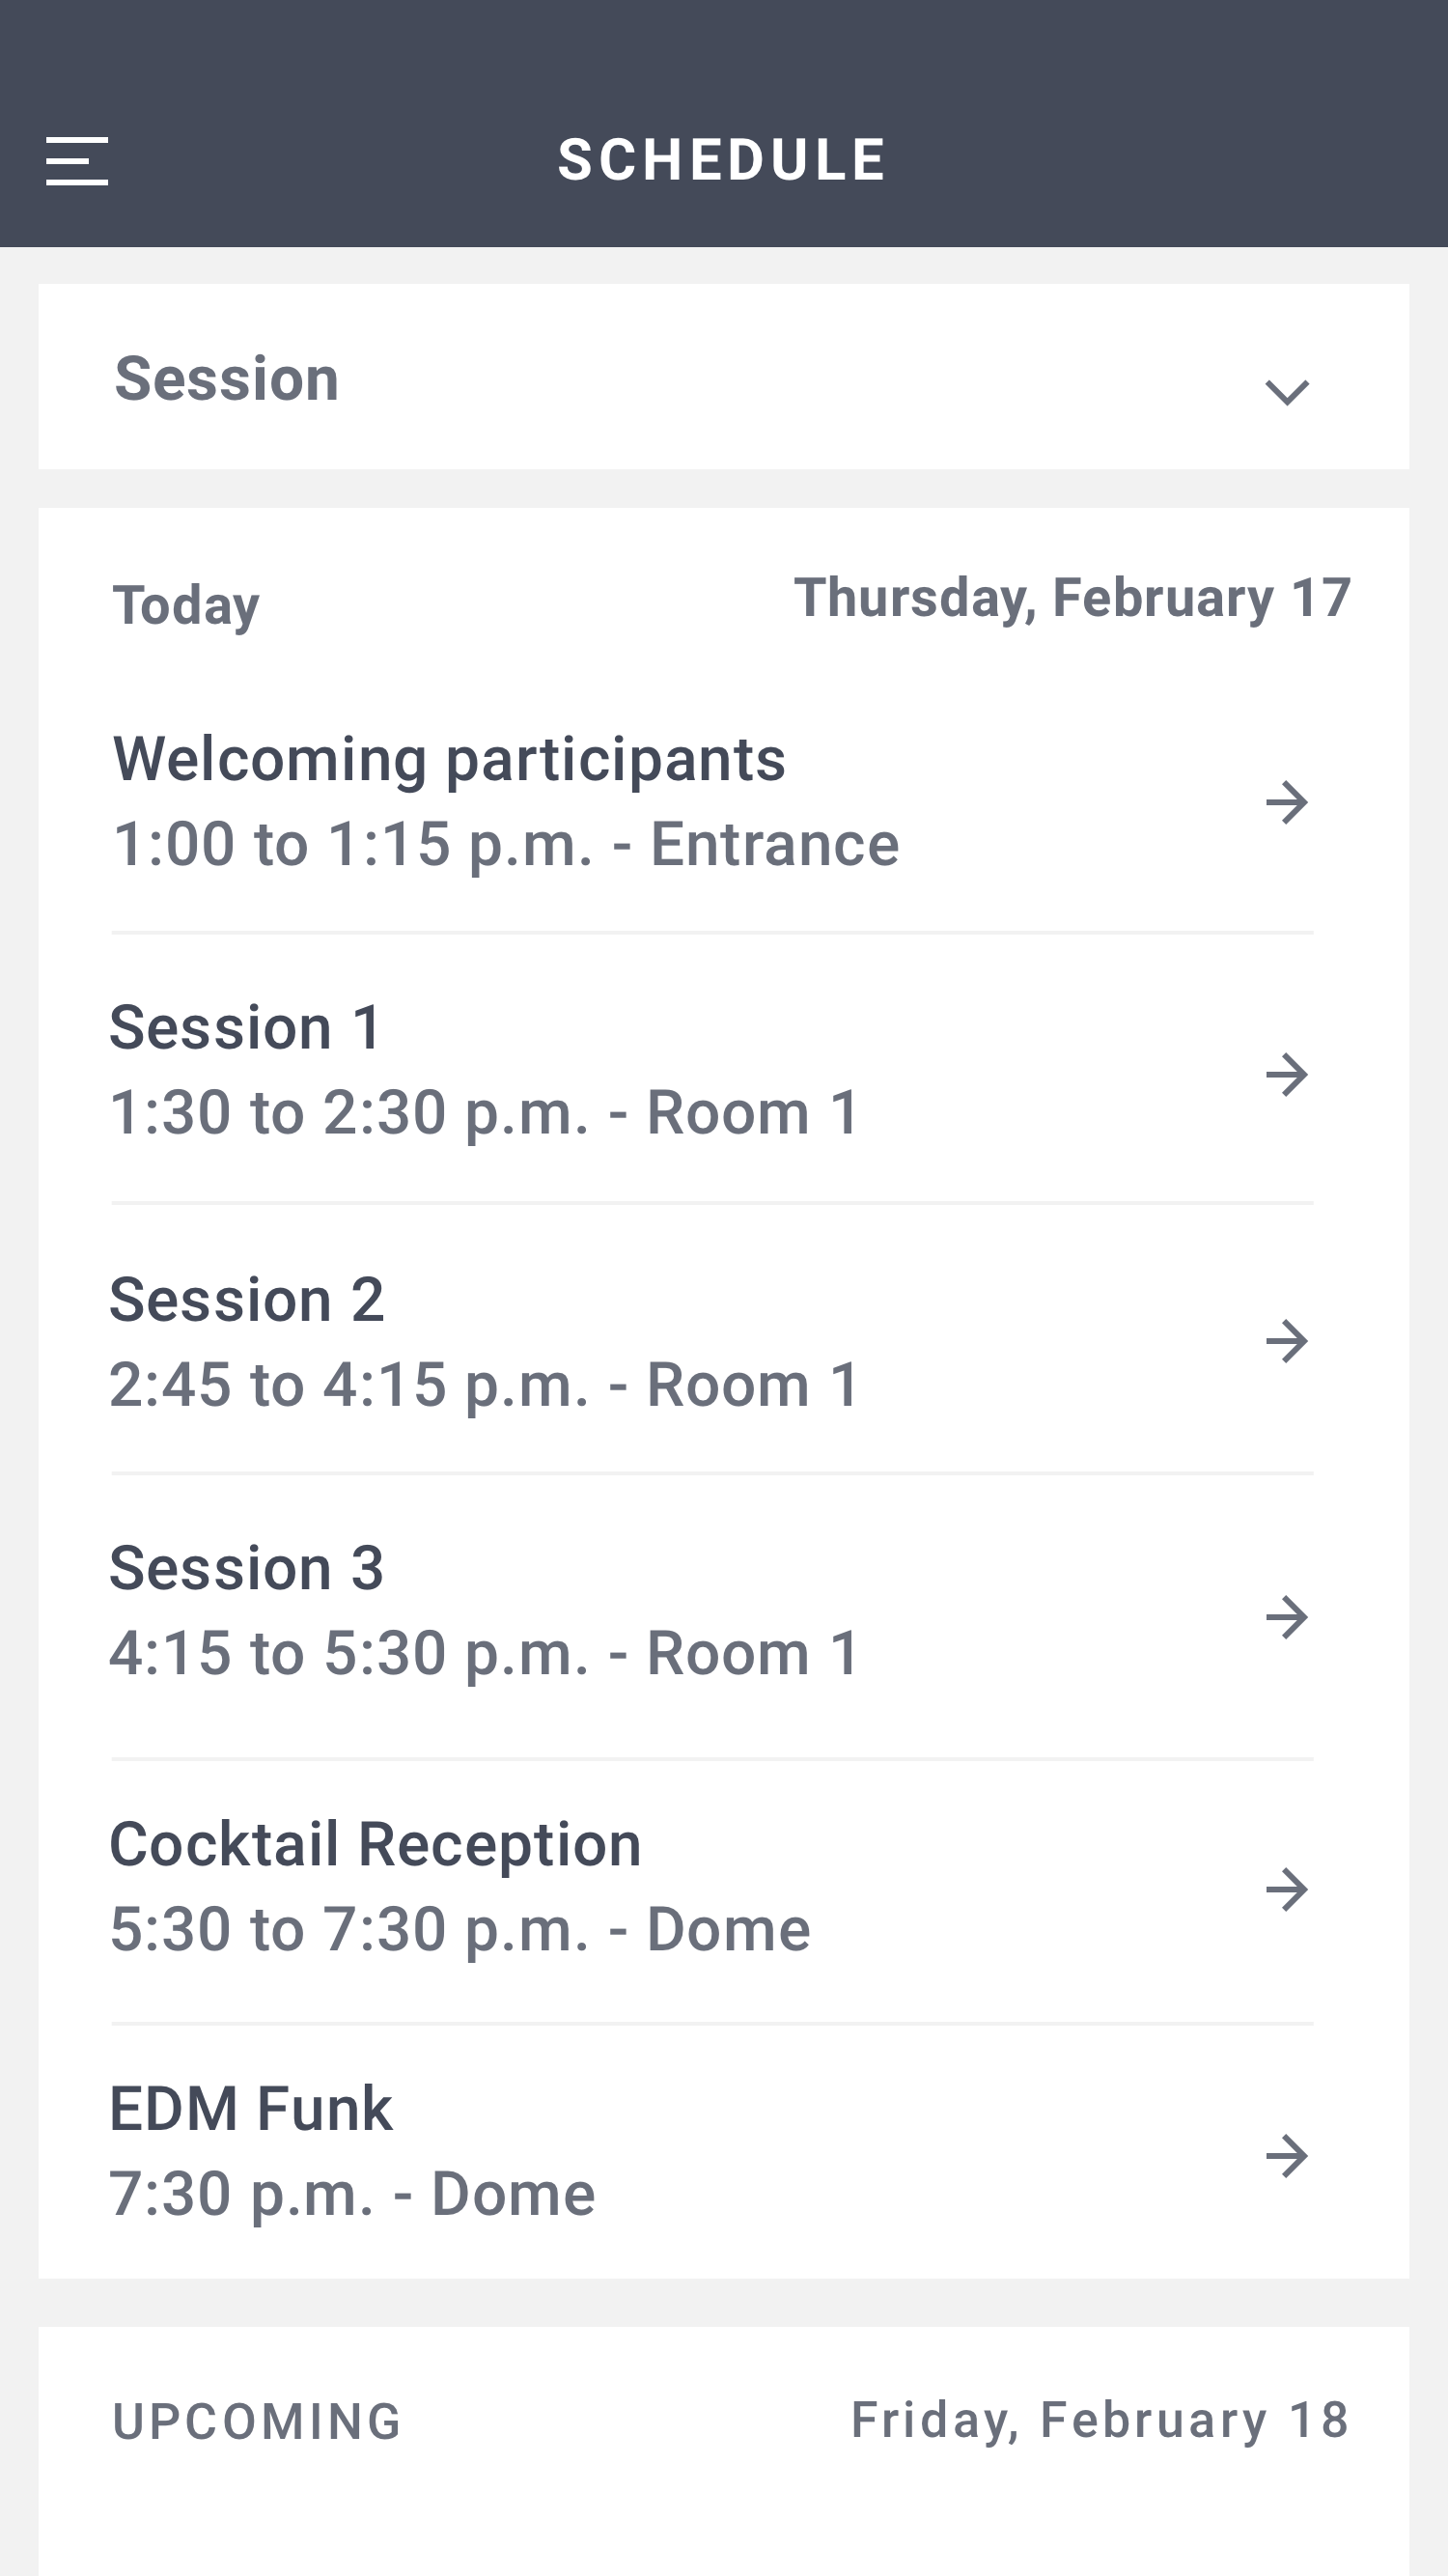 SCHEDULE
Session
Today
Thursday, February 17
Welcoming participants
1:00 to 1:15 p.m. - Entrance
Session 1
1:30 to 2:30 p.m. - Room 1
Session 2
2:45 to 4:15 p.m. - Room 1
Session 3
4:15 to 5:30 p.m. - Room 1
Cocktail Reception
5:30 to 7:30 p.m. - Dome
EDM Funk
7:30 p.m. - Dome
UPCOMING
Friday, February 18